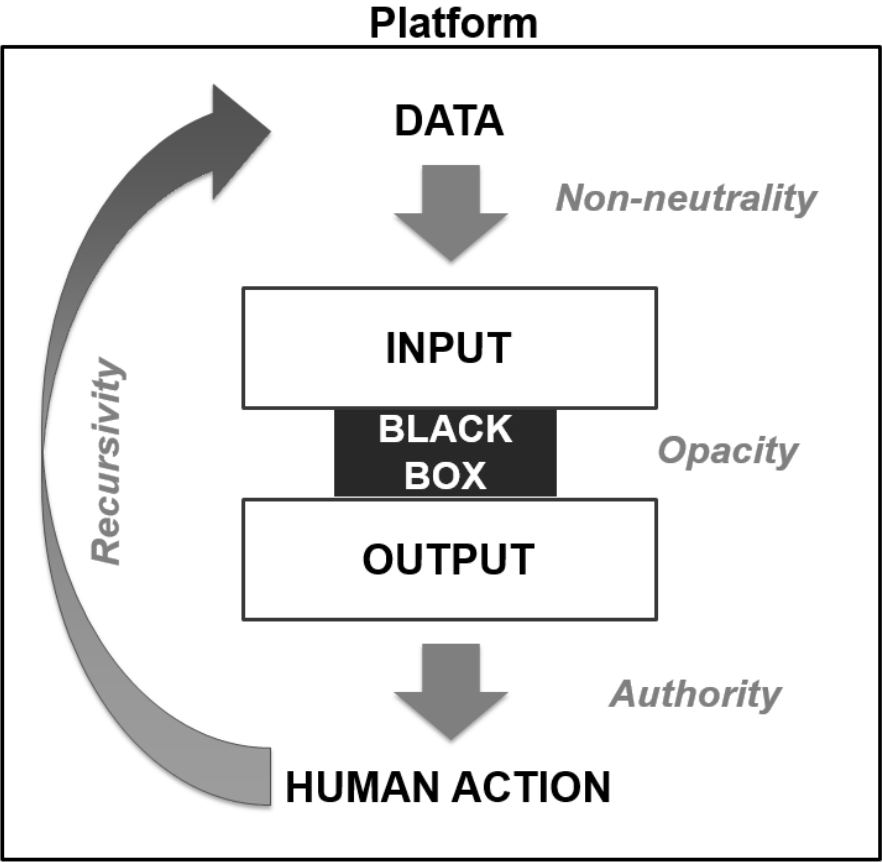 Platform
DATA
Non-neutrality
INPUT
Recursivity
BLACK
BOX
Opacity
OUTPUT
Authority
HUMAN ACTION